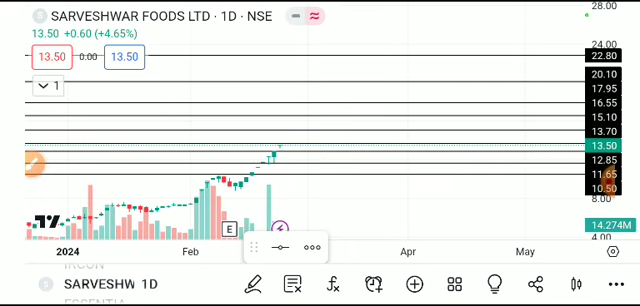 SARVESHWAR FOODS LTD · 1D · NSE
13.50 +0.60 (+4.65%)
13.50 0.00 13.50
1
28.00
24.00
22.80
20.10
17.95
16.55
15.10
13.70
13.50
12.85
11.65
10.50
8.00
14.274M
4.00
E
2024 Feb Apr May
IRCON
SARVESHW 1D
ESSENTIA